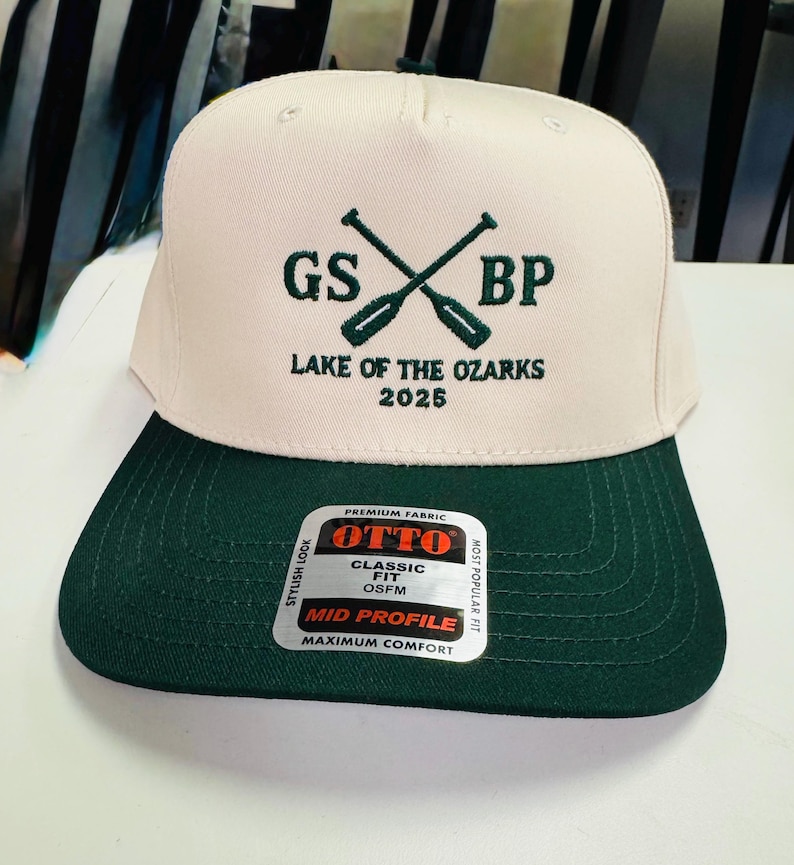 GS BP
LAKE OF THE OZARKS
2025
PREMIUM FABRIC
STYLISH LOOK
OTTO®
CLASSIC
FIT
OSFM
MID PROFILE
MOST POPULAR FIT
MAXIMUM COMFORT